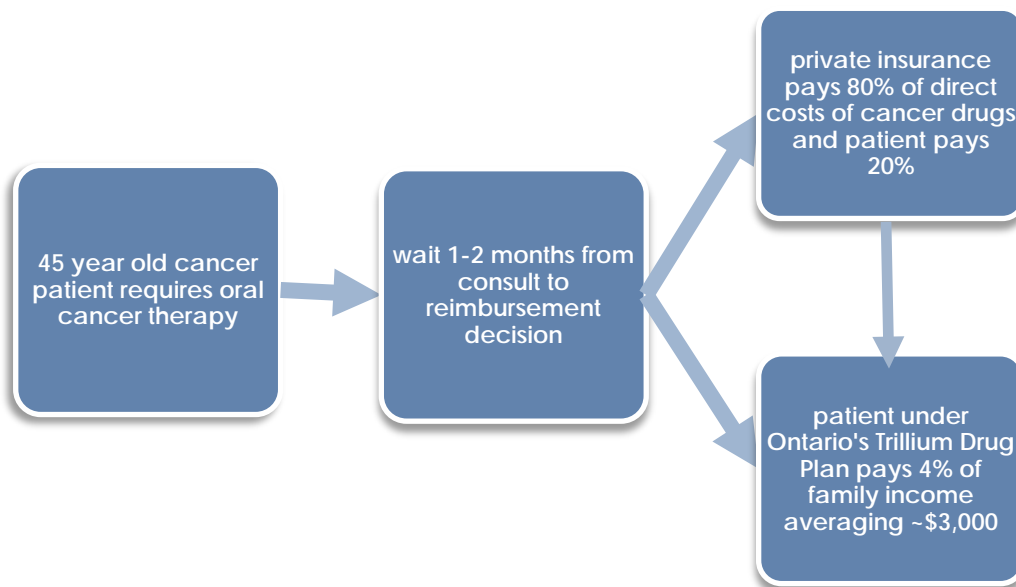 45 year old cancer
patient requires oral
cancer therapy
wait 1-2 months from
consult to
reimbursement
decision
private insurance
pays 80% of direct
costs of cancer drugs
and patient pays
20%
patient under
Ontario's Trillium Drug
Plan pays 4% of
family income
averaging ~$3,000